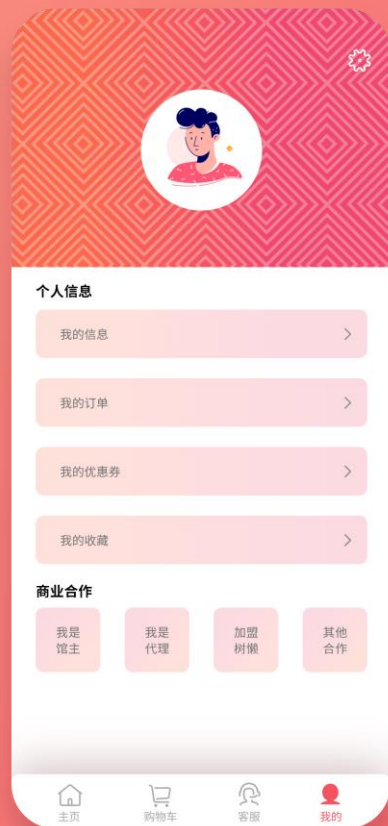 个人信息
我的信息
我的订单
我的优惠券
我的收藏
商业合作
我是
馆主
我是
代理
加盟
树懒
其他
合作
主页
购物车
客服
我的